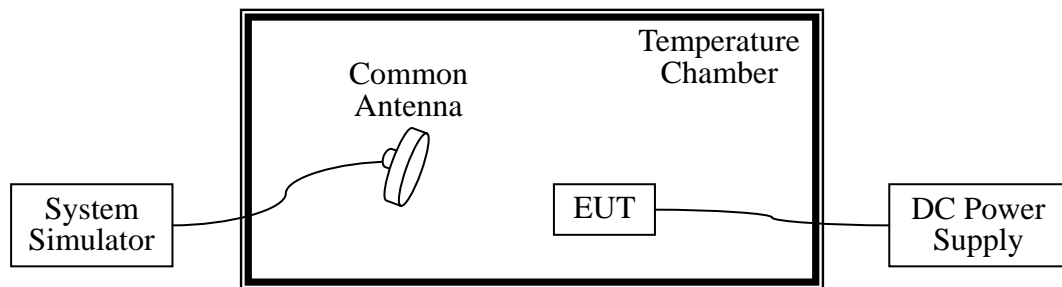 Temperature
Chamber
Common
Antenna
System
Simulator
EUT
DC Power
Supply